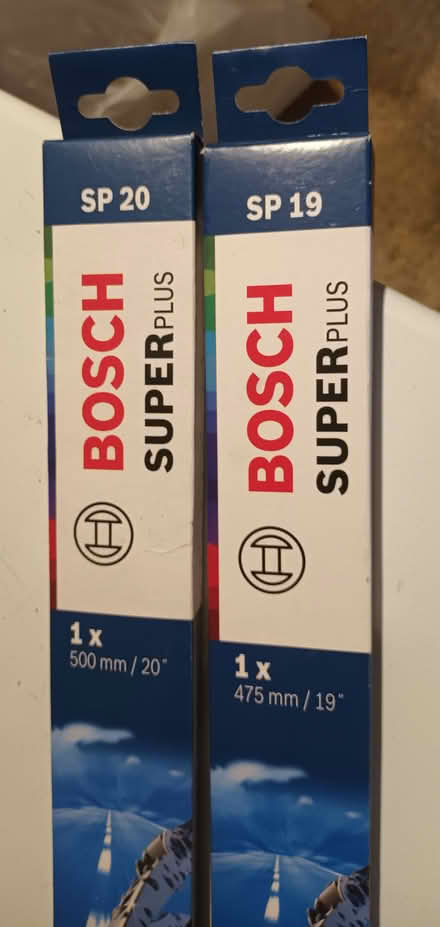 SP 20
BOSCH
SUPERPLUS
1 x
500 mm / 20"
SP 19
BOSCH
SUPERPLUS
1 x
475 mm / 19"